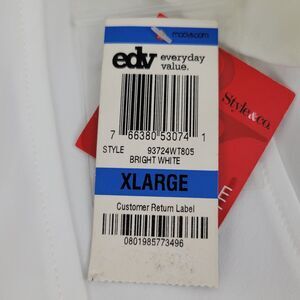 macys.com
edv everyday
value.
7 66380 53074 1
STYLE 93724WT805
BRIGHT WHITE
XLARGE
Customer Return Label
0801985773496
Style&co.